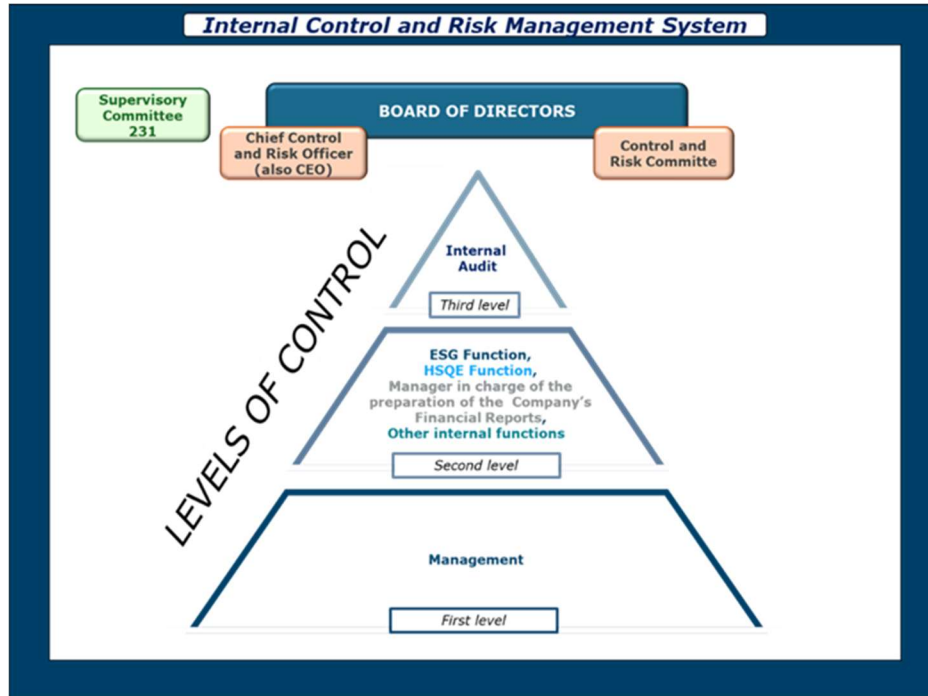 Internal Control and Risk Management System
Supervisory
Committee
231
BOARD OF DIRECTORS
Chief Control
and Risk Officer
(also CEO)
Control and
Risk Committe
LEVELS OF CONTROL
Internal
Audit
Third level
ESG Function,
HSQE Function,
Manager in charge of the
preparation of the Company's
Financial Reports,
Other internal functions
Second level
Management
First level